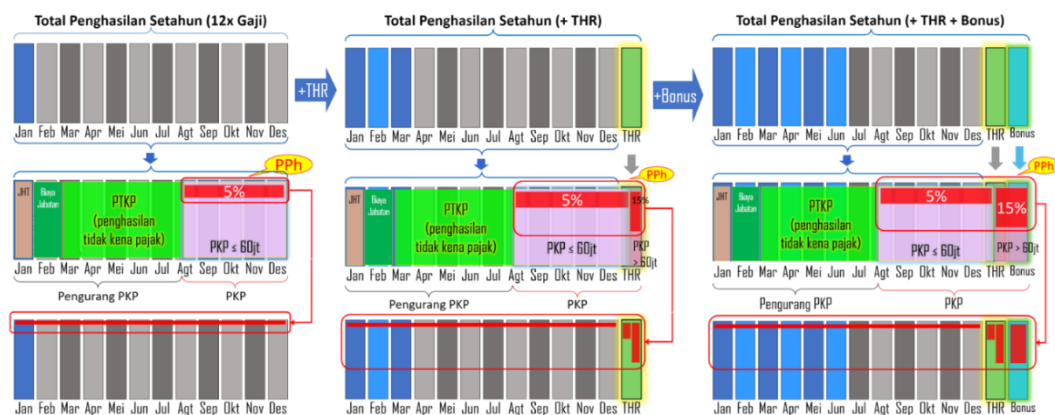 Total Penghasilan Setahun (12x Gaji)
Jan Feb Mar Apr Mei Jun Jul Agt Sep Okt Nov Des
PPh
JHT
Biaya Jabatan
PTKP
(penghasilan
tidak kena pajak)
5%
PKP ≤ 60jt
Jan Feb Mar Apr Mei Jun Jul Agt Sep Okt Nov Des
Pengurang PKP
PKP
Jan Feb Mar Apr Mei Jun Jul Agt Sep Okt Nov Des
+THR
Total Penghasilan Setahun (+ THR)
Jan Feb Mar Apr Mei Jun Jul Agt Sep Okt Nov Des THR
PPh
JHT
Biaya Jabatan
PTKP
(penghasilan
tidak kena pajak)
5%
15%
PKP ≤ 60jt
PKP
> 60jt
Jan Feb Mar Apr Mei Jun Jul Agt Sep Okt Nov Des THR
Pengurang PKP
PKP
Jan Feb Mar Apr Mei Jun Jul Agt Sep Okt Nov Des THR
+Bonus
Total Penghasilan Setahun (+ THR + Bonus)
Jan Feb Mar Apr Mei Jun Jul Agt Sep Okt Nov Des THR Bonus
PPh
JHT
Biaya Jabatan
PTKP
(penghasilan
tidak kena pajak)
5%
15%
PKP ≤ 60jt
PKP > 60jt
Jan Feb Mar Apr Mei Jun Jul Agt Sep Okt Nov Des THR Bonus
Pengurang PKP
PKP
Jan Feb Mar Apr Mei Jun Jul Agt Sep Okt Nov Des THR Bonus